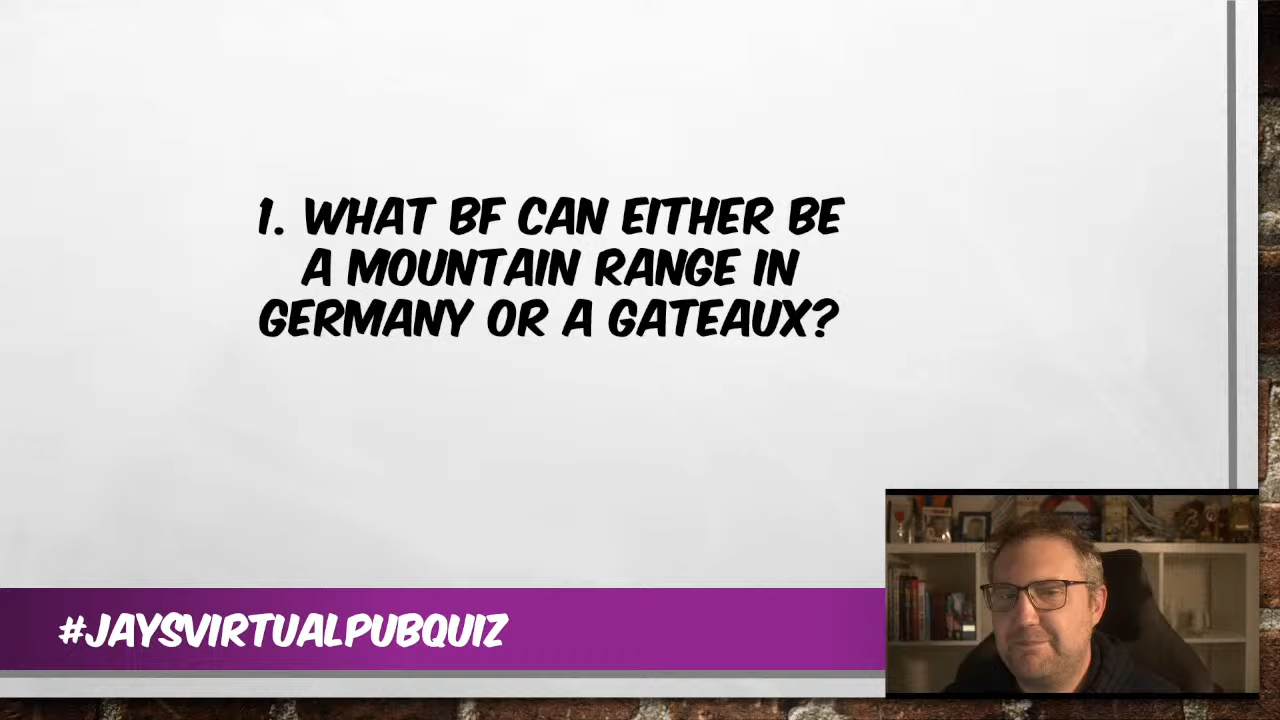 1. WHAT BF CAN EITHER BE
A MOUNTAIN RANGE IN
GERMANY OR A GATEAUX?
#JAYSVIRTUALPUBQUIZ